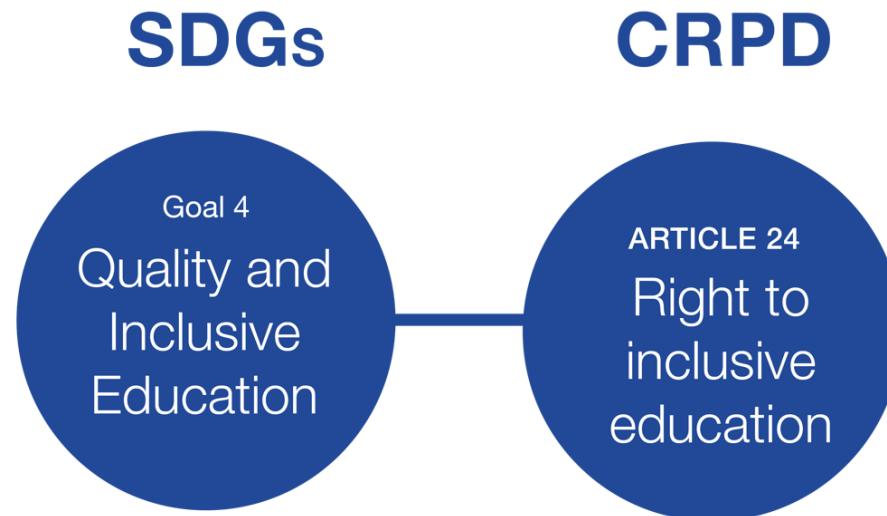 SDGs
CRPD
Goal 4
Quality and
Inclusive
Education
ARTICLE 24
Right to
inclusive
education